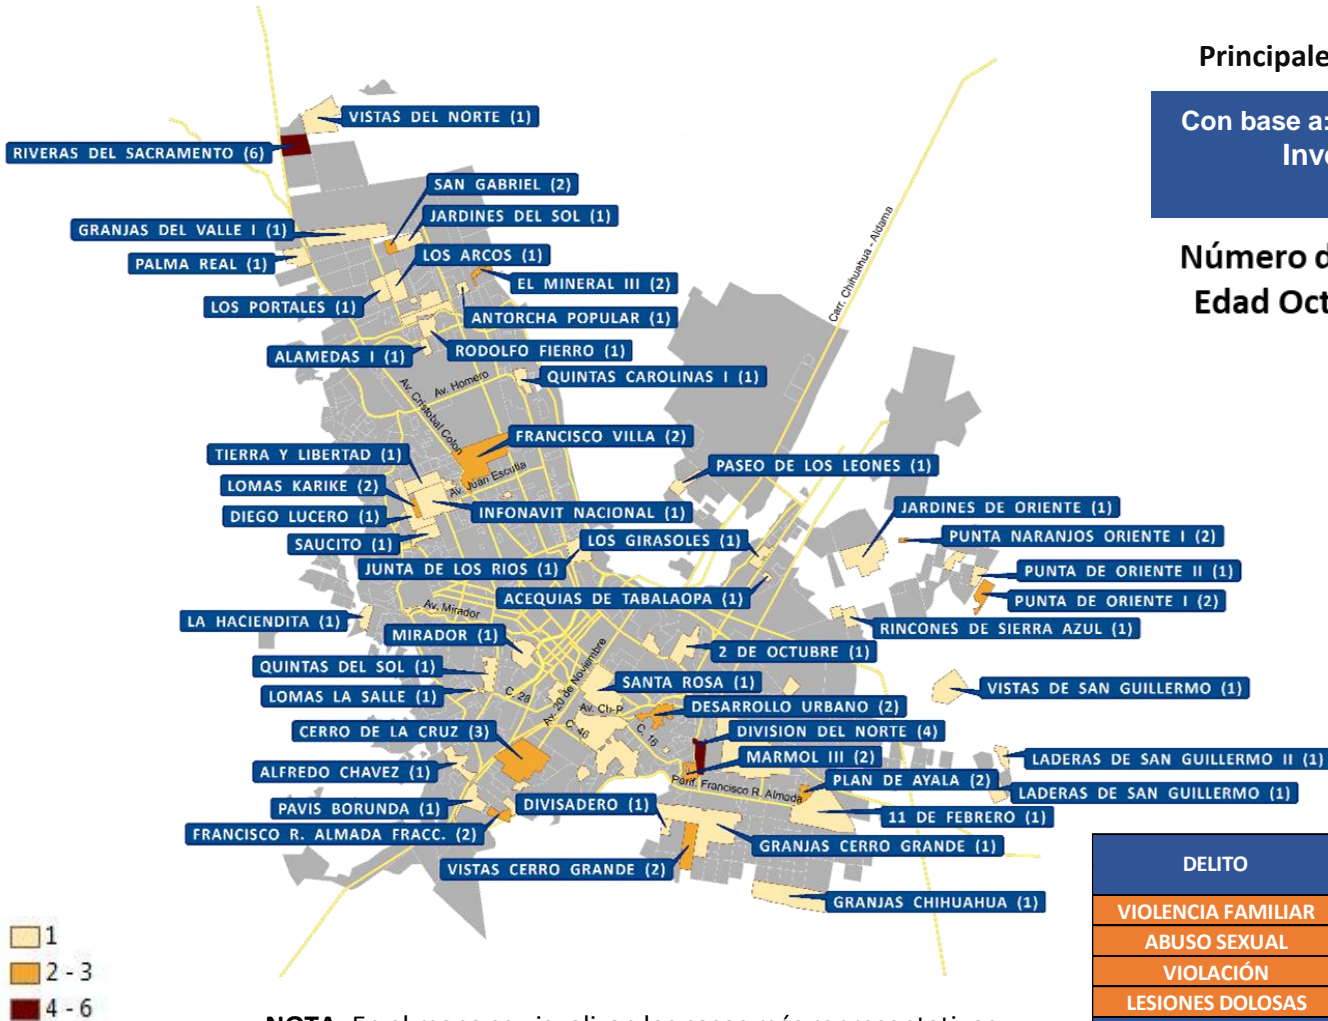 Principale
Con base a:
Inve
Número d
Edad Oct
VISTAS DEL NORTE (1)
RIVERAS DEL SACRAMENTO (6)
SAN GABRIEL (2)
JARDINES DEL SOL (1)
GRANJAS DEL VALLE I (1)
LOS ARCOS (1)
PALMA REAL (1)
EL MINERAL III (2)
LOS PORTALES (1)
ANTORCHA POPULAR (1)
RODOLFO FIERRO (1)
ALAMEDAS I (1)
QUINTAS CAROLINAS I (1)
Carr. Chihuahua - Aldama
Av. Homero
Av. Cristobal Colon
FRANCISCO VILLA (2)
TIERRA Y LIBERTAD (1)
Av. Juan Escutia
PASEO DE LOS LEONES (1)
LOMAS KARIKE (2)
JARDINES DE ORIENTE (1)
DIEGO LUCERO (1)
INFONAVIT NACIONAL (1)
SAUCITO (1)
LOS GIRASOLES (1)
PUNTA NARANJOS ORIENTE I (2)
JUNTA DE LOS RIOS (1)
PUNTA DE ORIENTE II (1)
ACEQUIAS DE TABALAOPA (1)
PUNTA DE ORIENTE I (2)
Av. Mirador
LA HACIENDITA (1)
RINCONES DE SIERRA AZUL (1)
MIRADOR (1)
2 DE OCTUBRE (1)
QUINTAS DEL SOL (1)
SANTA ROSA (1)
VISTAS DE SAN GUILLERMO (1)
LOMAS LA SALLE (1)
C. 2a
Av. 20 de Noviembre
Av. Ch-P
DESARROLLO URBANO (2)
CERRO DE LA CRUZ (3)
C. 46
C. 16
DIVISION DEL NORTE (4)
MARMOL III (2)
LADERAS DE SAN GUILLERMO II (1)
ALFREDO CHAVEZ (1)
Perif. Francisco R. Almada
PLAN DE AYALA (2)
LADERAS DE SAN GUILLERMO (1)
PAVIS BORUNDA (1)
DIVISADERO (1)
11 DE FEBRERO (1)
FRANCISCO R. ALMADA FRACC. (2)
GRANJAS CERRO GRANDE (1)
VISTAS CERRO GRANDE (2)
GRANJAS CHIHUAHUA (1)
1
2 - 3
4 - 6
DELITO
VIOLENCIA FAMILIAR
ABUSO SEXUAL
VIOLACIÓN
LESIONES DOLOSAS